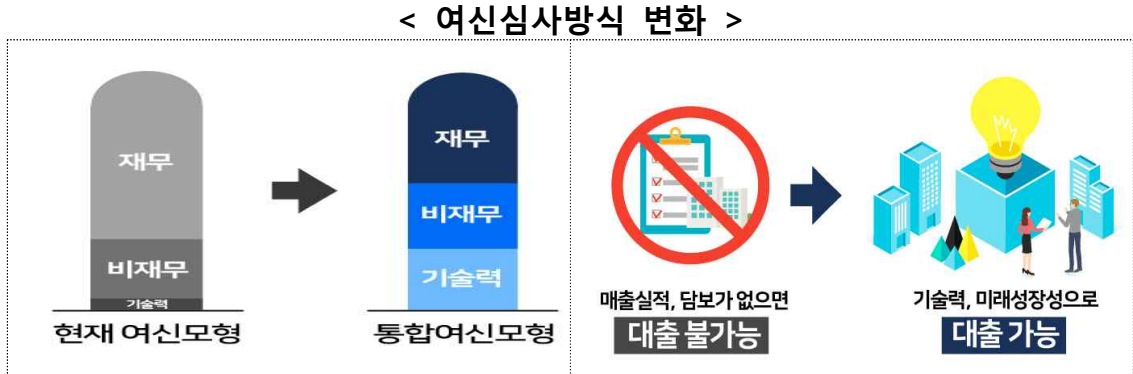 < 여신심사방식 변화 >
재무
비재무
기술력
현재 여신모형
재무
비재무
기술력
통합여신모형
매출실적, 담보가 없으면
대출 불가능
기술력, 미래성장성으로
대출 가능